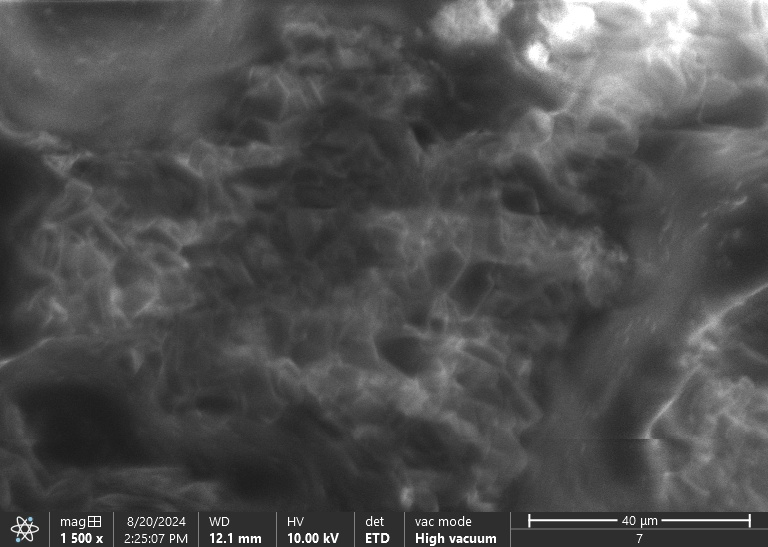 mag 8/20/2024 WD HV det vac mode 40 µm
1 500 x 2:25:07 PM 12.1 mm 10.00 kV ETD High vacuum 7